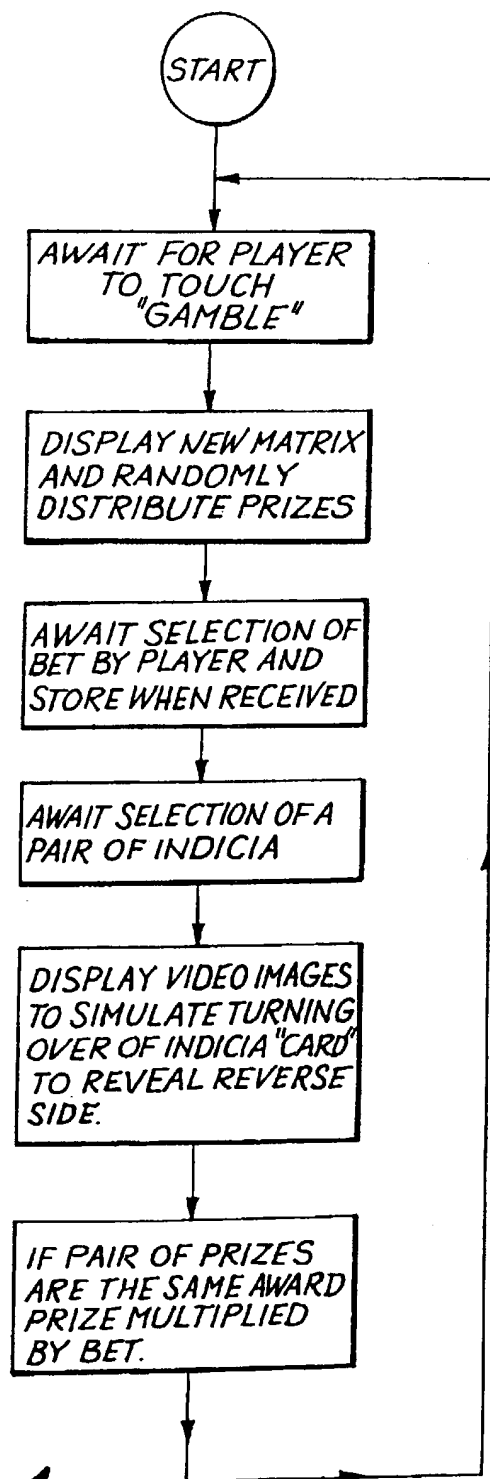 START
AWAIT FOR PLAYER
TO TOUCH
"GAMBLE"
DISPLAY NEW MATRIX
AND RANDOMLY
DISTRIBUTE PRIZES
AWAIT SELECTION OF
BET BY PLAYER AND
STORE WHEN RECEIVED
AWAIT SELECTION OF A
PAIR OF INDICIA
DISPLAY VIDEO IMAGES
TO SIMULATE TURNING
OVER OF INDICIA "CARD"
TO REVEAL REVERSE
SIDE.
IF PAIR OF PRIZES
ARE THE SAME AWARD
PRIZE MULTIPLIED
BY BET.